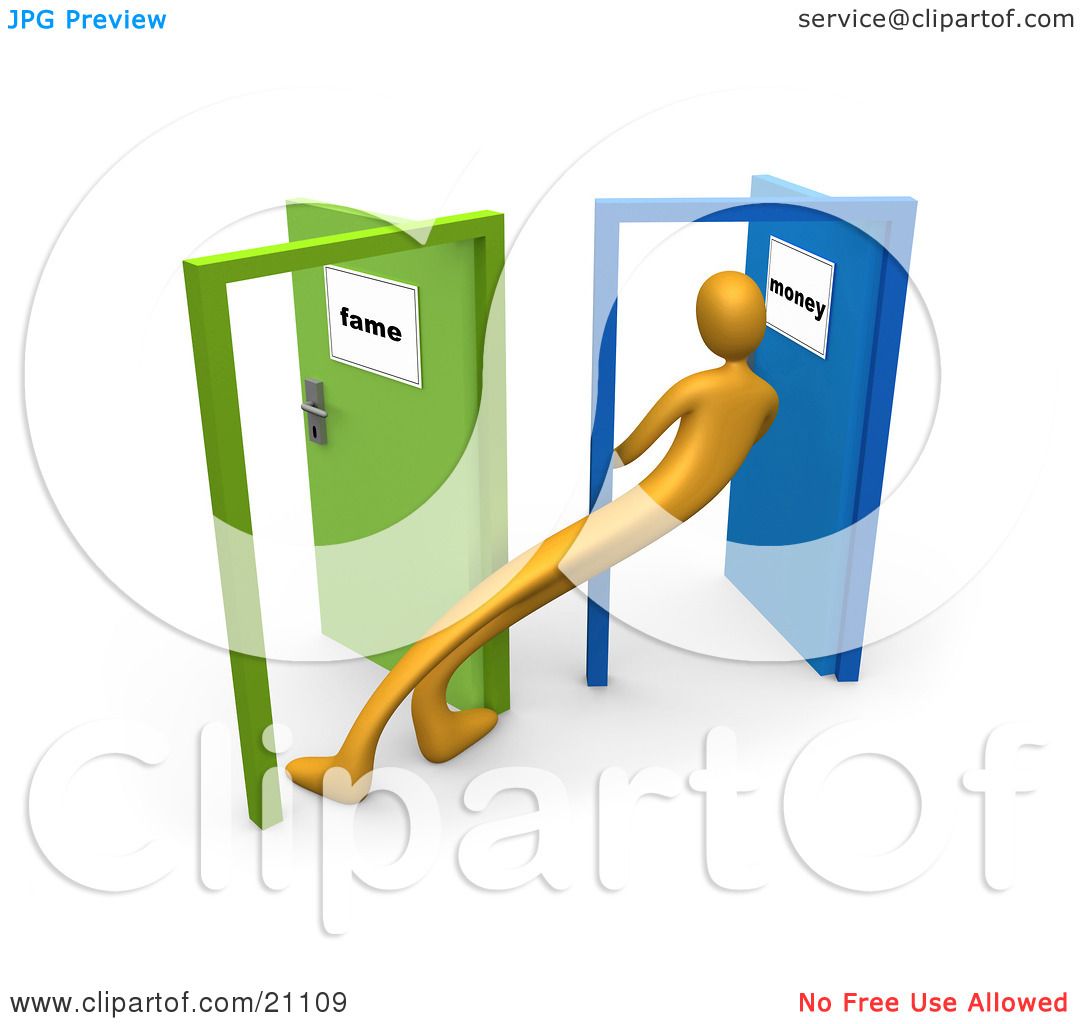 JPG Preview
service@clipartof.com
fame
money
ClipartOf
www.clipartof.com/21109
No Free Use Allowed